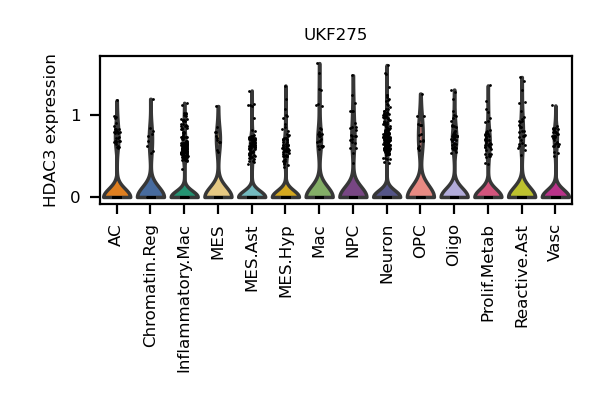 UKF275
HDAC3 expression
1
0
AC
Chromatin.Reg
Inflammatory.Mac
MES
MES.Ast
MES.Hyp
Mac
NPC
Neuron
OPC
Oligo
Prolif.Metab
Reactive.Ast
Vasc